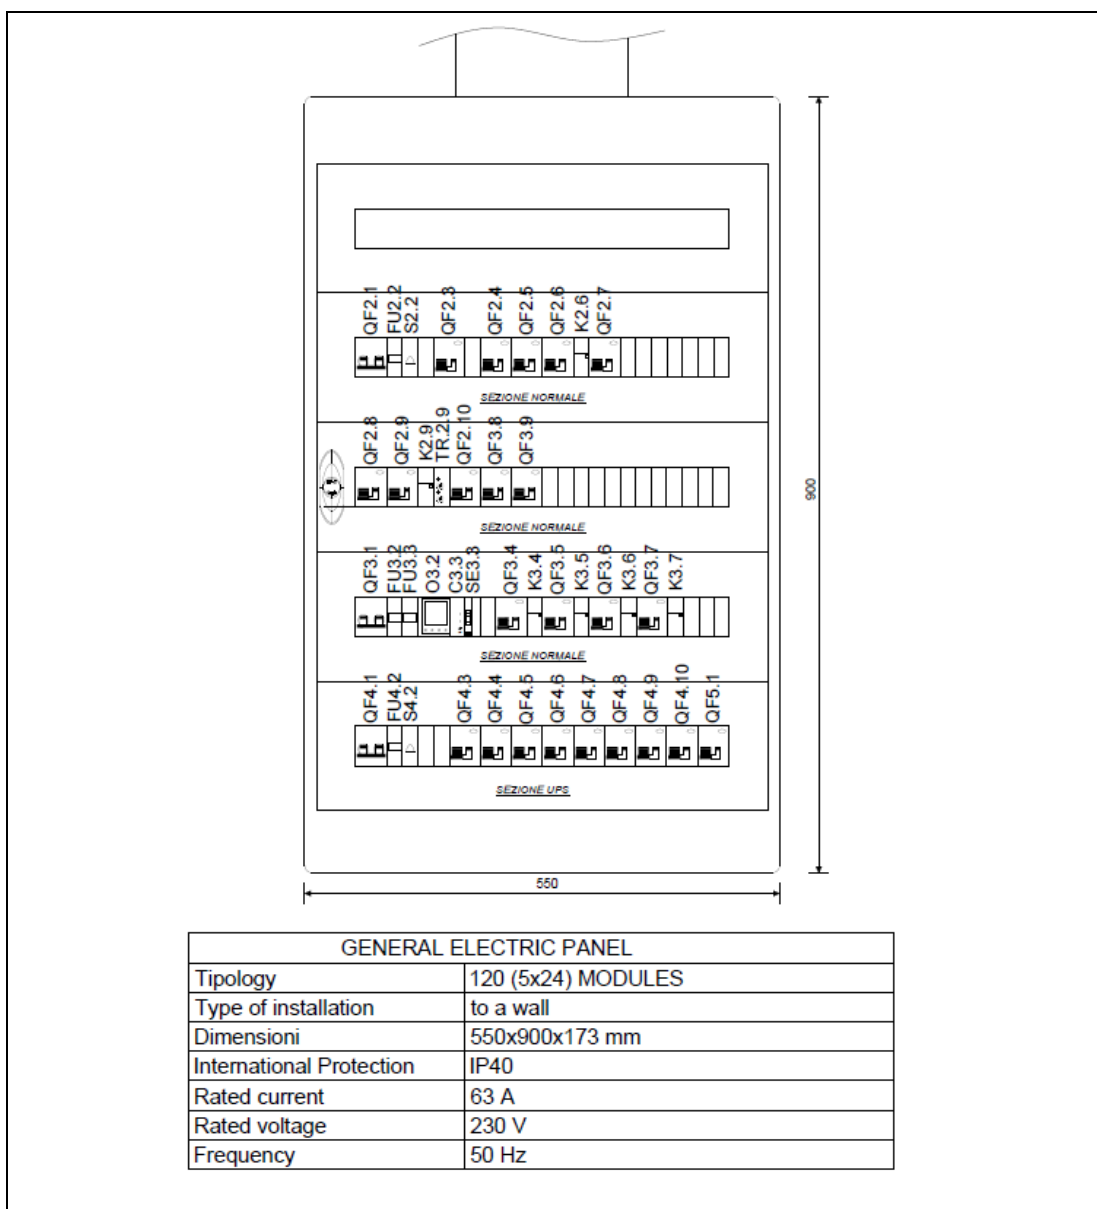 QF2.1 FU2.2 S2.2 QF2.3 QF2.4 QF2.5 QF2.6 K2.6 QF2.7
SEZIONE NORMALE
QF2.8 QF2.9 K2.9 TR.2.9 QF2.10 QF3.8 QF3.9
SEZIONE NORMALE
QF3.1 FU3.2 FU3.3 O3.2 C3.3 SE3.3 QF3.4 K3.4 QF3.5 K3.5 QF3.6 K3.6 QF3.7 K3.7
SEZIONE NORMALE
QF4.1 FU4.2 S4.2 QF4.3 QF4.4 QF4.5 QF4.6 QF4.7 QF4.8 QF4.9 QF4.10 QF5.1
SEZIONE UPS
900
550
GENERAL ELECTRIC PANEL
Tipology 120 (5x24) MODULES
Type of installation to a wall
Dimensioni 550x900x173 mm
International Protection IP40
Rated current 63 A
Rated voltage 230 V
Frequency 50 Hz